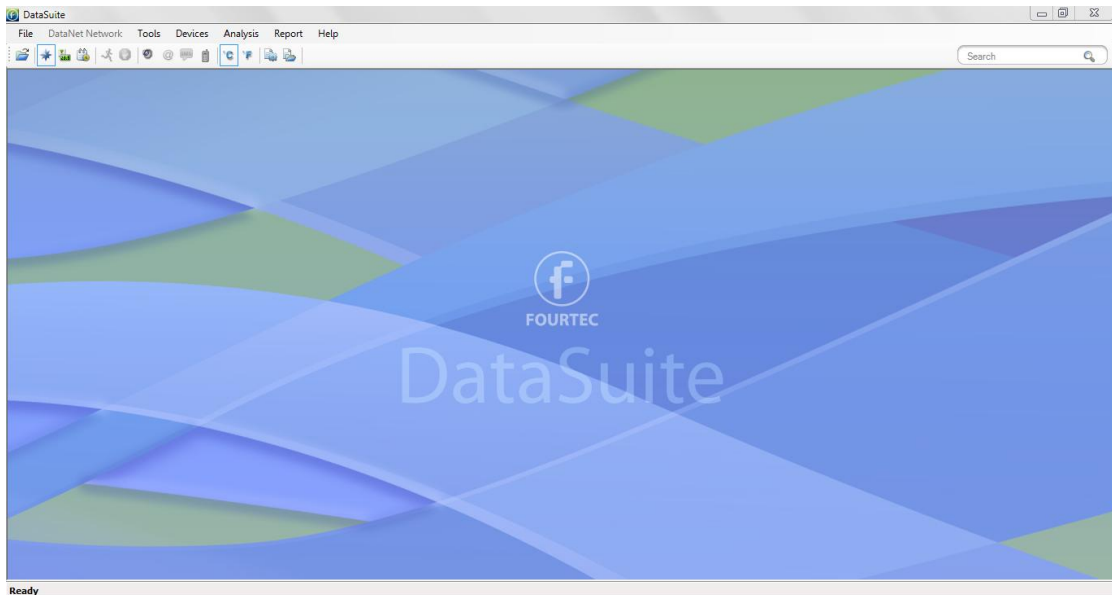 DataSuite
File DataNet Network Tools Devices Analysis Report Help
°C °F Search
FOURTEC
DataSuite
Ready